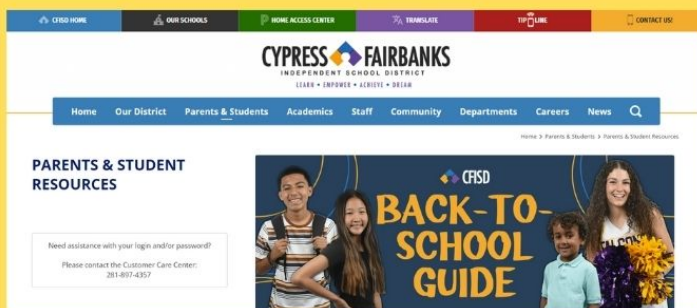 CFISD HOME
OUR SCHOOLS
HOME ACCESS CENTER
TRANSLATE
TIP LINE
CONTACT US!
CYPRESS FAIRBANKS
INDEPENDENT SCHOOL DISTRICT
LEARN • EMPOWER • ACHIEVE • DREAM
Home Our District Parents & Students Academics Staff Community Departments Careers News
Home > Parents & Students > Parents & Student Resources
PARENTS & STUDENT
RESOURCES
Need assistance with your login and/or password?
Please contact the Customer Care Center:
281-897-4357
CFISD
BACK-TO-
SCHOOL
GUIDE